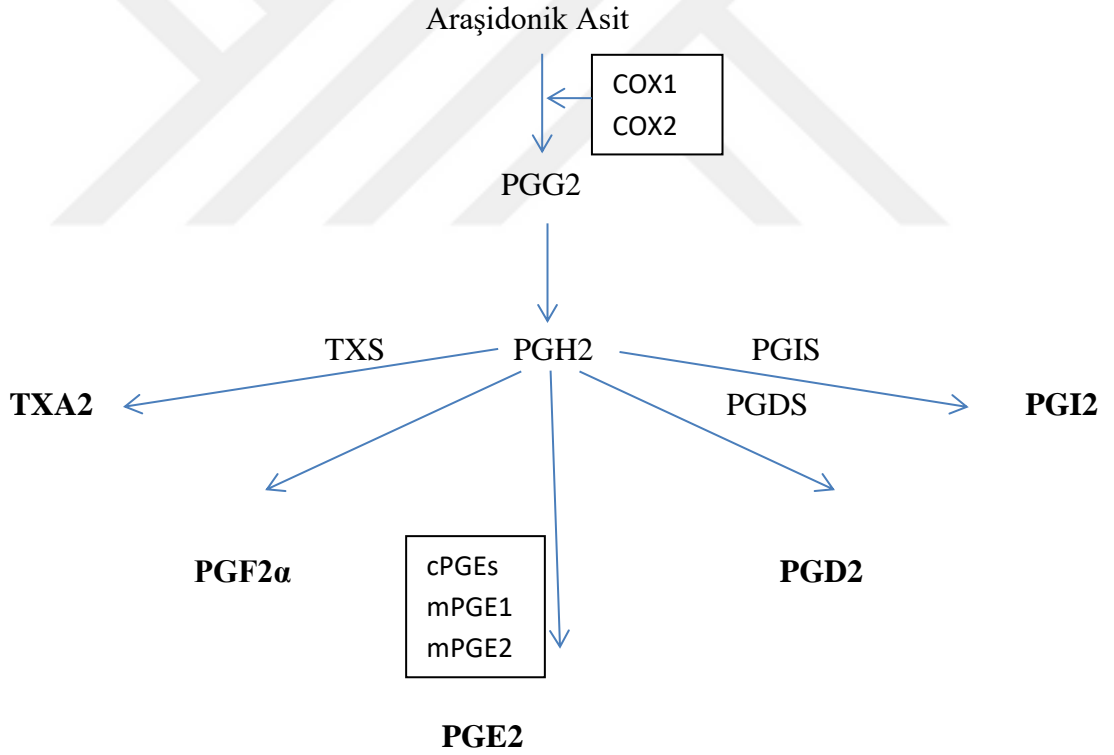 Araşidonik Asit
COX1
COX2
PGG2
TXS
PGH2
PGIS
TXA2
PGDS
PGI2
PGF2α
cPGEs
mPGE1
mPGE2
PGD2
PGE2